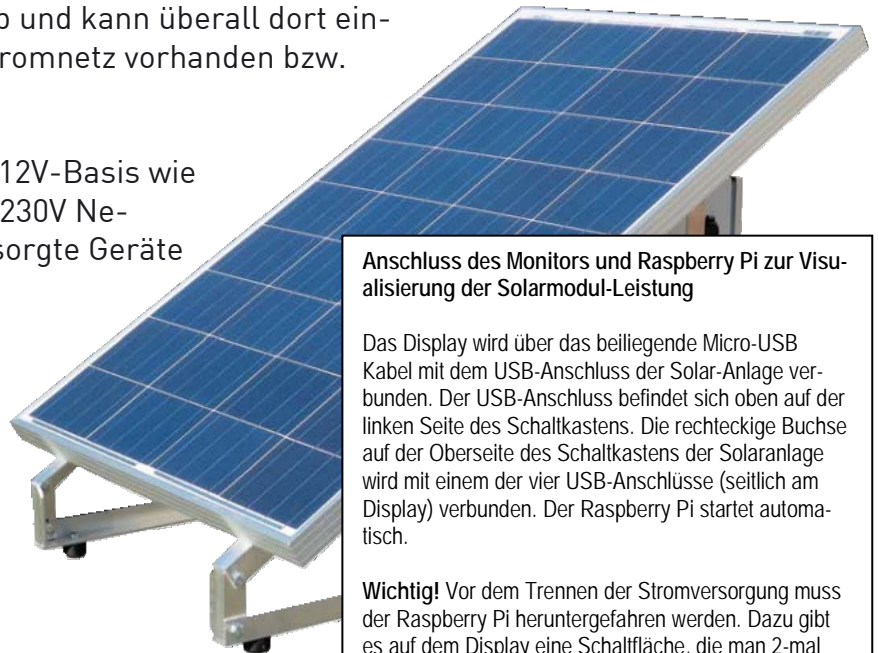 o und kann überall dort ein-
romnetz vorhanden bzw.
12V-Basis wie
230V Ne-
sorgte Geräte
Anschluss des Monitors und Raspberry Pi zur Visu-
alisierung der Solarmodul-Leistung
Das Display wird über das beiliegende Micro-USB
Kabel mit dem USB-Anschluss der Solar-Anlage ver-
bunden. Der USB-Anschluss befindet sich oben auf der
linken Seite des Schaltkastens. Die rechteckige Buchse
auf der Oberseite des Schaltkastens der Solaranlage
wird mit einem der vier USB-Anschlüsse (seitlich am
Display) verbunden. Der Raspberry Pi startet automa-
tisch.
Wichtig! Vor dem Trennen der Stromversorgung muss
der Raspberry Pi heruntergefahren werden. Dazu gibt
es auf dem Display eine Schaltfläche, die man 2-mal